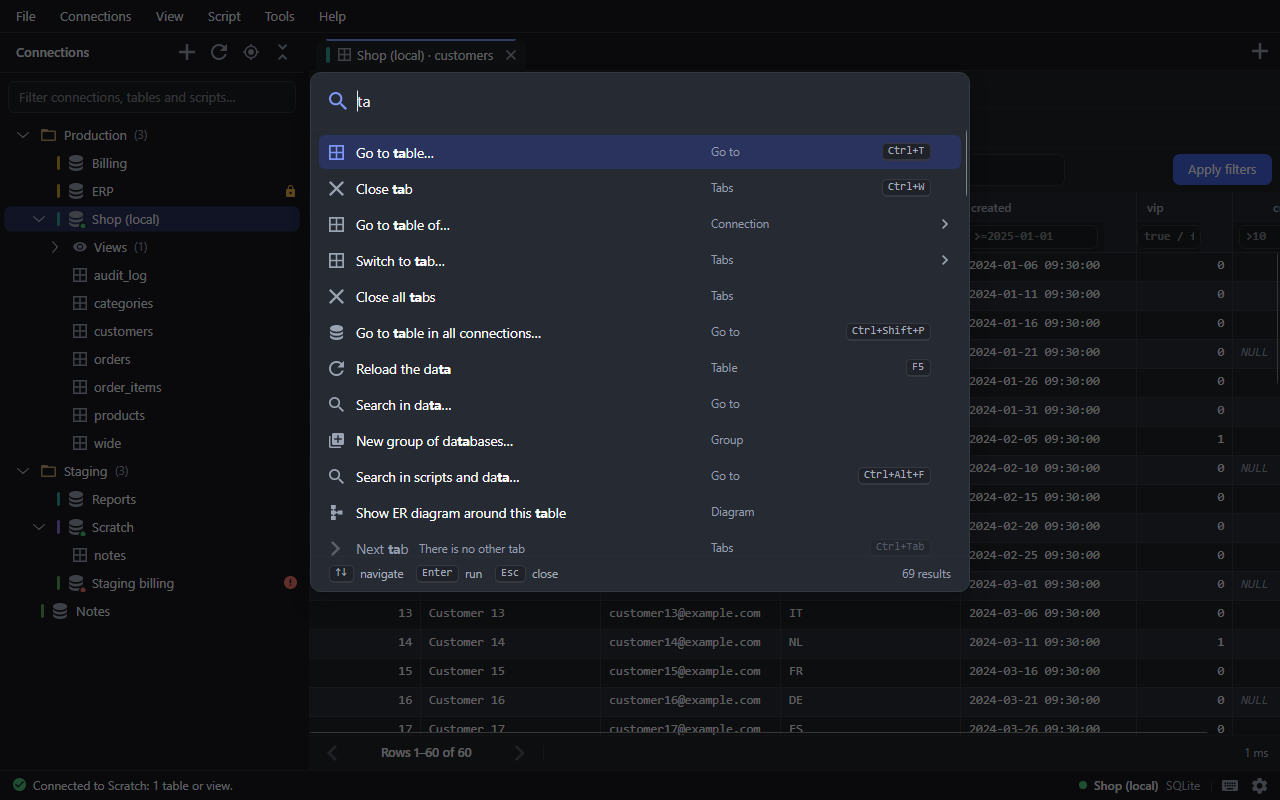 File Connections View Script Tools Help
Connections
Shop (local) · customers
Filter connections, tables and scripts...
Production (3)
Billing
ERP
Shop (local)
Views (1)
audit_log
categories
customers
orders
order_items
products
wide
Staging (3)
Reports
Scratch
notes
Staging billing
Notes
ta
Go to table... Go to Ctrl+T
Close tab Tabs Ctrl+W
Go to table of... Connection
Switch to tab... Tabs
Close all tabs Tabs
Go to table in all connections... Go to Ctrl+Shift+P
Reload the data Table F5
Search in data... Go to
New group of databases... Group
Search in scripts and data... Go to Ctrl+Alt+F
Show ER diagram around this table Diagram
Next tab There is no other tab Tabs Ctrl+Tab
↑↓ navigate Enter run Esc close 69 results
Apply filters
created vip
>=2025-01-01 true / f >10
2024-01-06 09:30:00 0
2024-01-11 09:30:00 0
2024-01-16 09:30:00 0
2024-01-21 09:30:00 0 NULL
2024-01-26 09:30:00 0
2024-01-31 09:30:00 0
2024-02-05 09:30:00 1
2024-02-10 09:30:00 0 NULL
2024-02-15 09:30:00 0
2024-02-20 09:30:00 0
2024-02-25 09:30:00 0
2024-03-01 09:30:00 0 NULL
13 Customer 13 customer13@example.com IT 2024-03-06 09:30:00 0
14 Customer 14 customer14@example.com NL 2024-03-11 09:30:00 1
15 Customer 15 customer15@example.com FR 2024-03-16 09:30:00 0
16 Customer 16 customer16@example.com DE 2024-03-21 09:30:00 0 NULL
17 Customer 17 customer17@example.com ES 2024-03-26 09:30:00 0
Rows 1–60 of 60 1 ms
Connected to Scratch: 1 table or view. Shop (local) SQLite